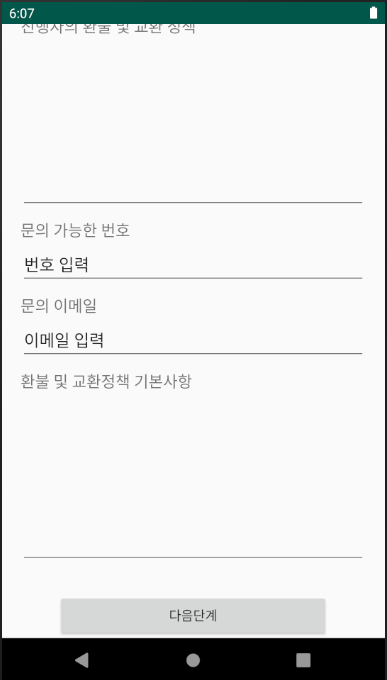 6:07
진행자의 환불 및 교환 정책
문의 가능한 번호
번호 입력
문의 이메일
이메일 입력
환불 및 교환정책 기본사항
다음단계